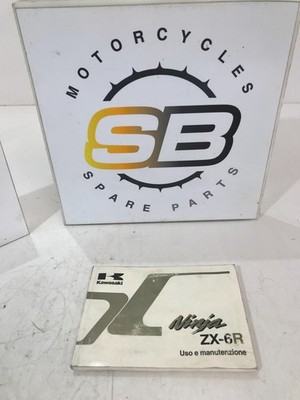 MOTORCYCLES
SB
SPARE PARTS
Kawasaki
Ninja
ZX-6R
Uso e manutenzione